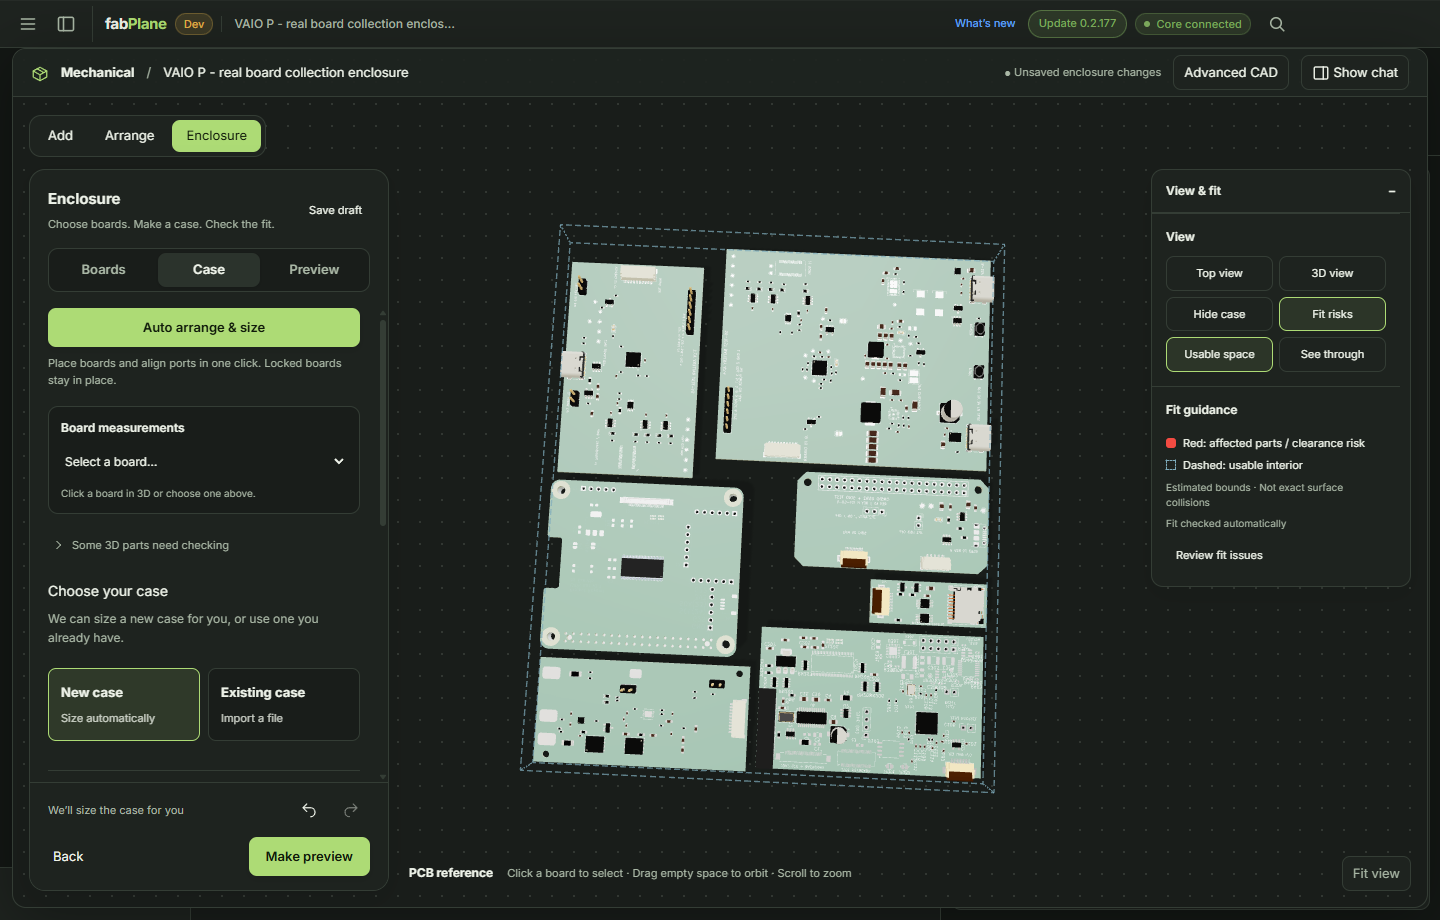 fabPlane Dev VAIO P - real board collection enclos... What's new Update 0.2.177 Core connected
Mechanical / VAIO P - real board collection enclosure Unsaved enclosure changes Advanced CAD Show chat
Add Arrange Enclosure
Enclosure
Choose boards. Make a case. Check the fit.
Save draft
Boards Case Preview
Auto arrange & size
Place boards and align ports in one click. Locked boards
stay in place.
Board measurements
Select a board...
Click a board in 3D or choose one above.
Some 3D parts need checking
Choose your case
We can size a new case for you, or use one you
already have.
New case
Size automatically
Existing case
Import a file
We'll size the case for you
Back Make preview
PCB reference Click a board to select · Drag empty space to orbit · Scroll to zoom
View & fit
View
Top view 3D view
Hide case Fit risks
Usable space See through
Fit guidance
Red: affected parts / clearance risk
Dashed: usable interior
Estimated bounds · Not exact surface
collisions
Fit checked automatically
Review fit issues
Fit view